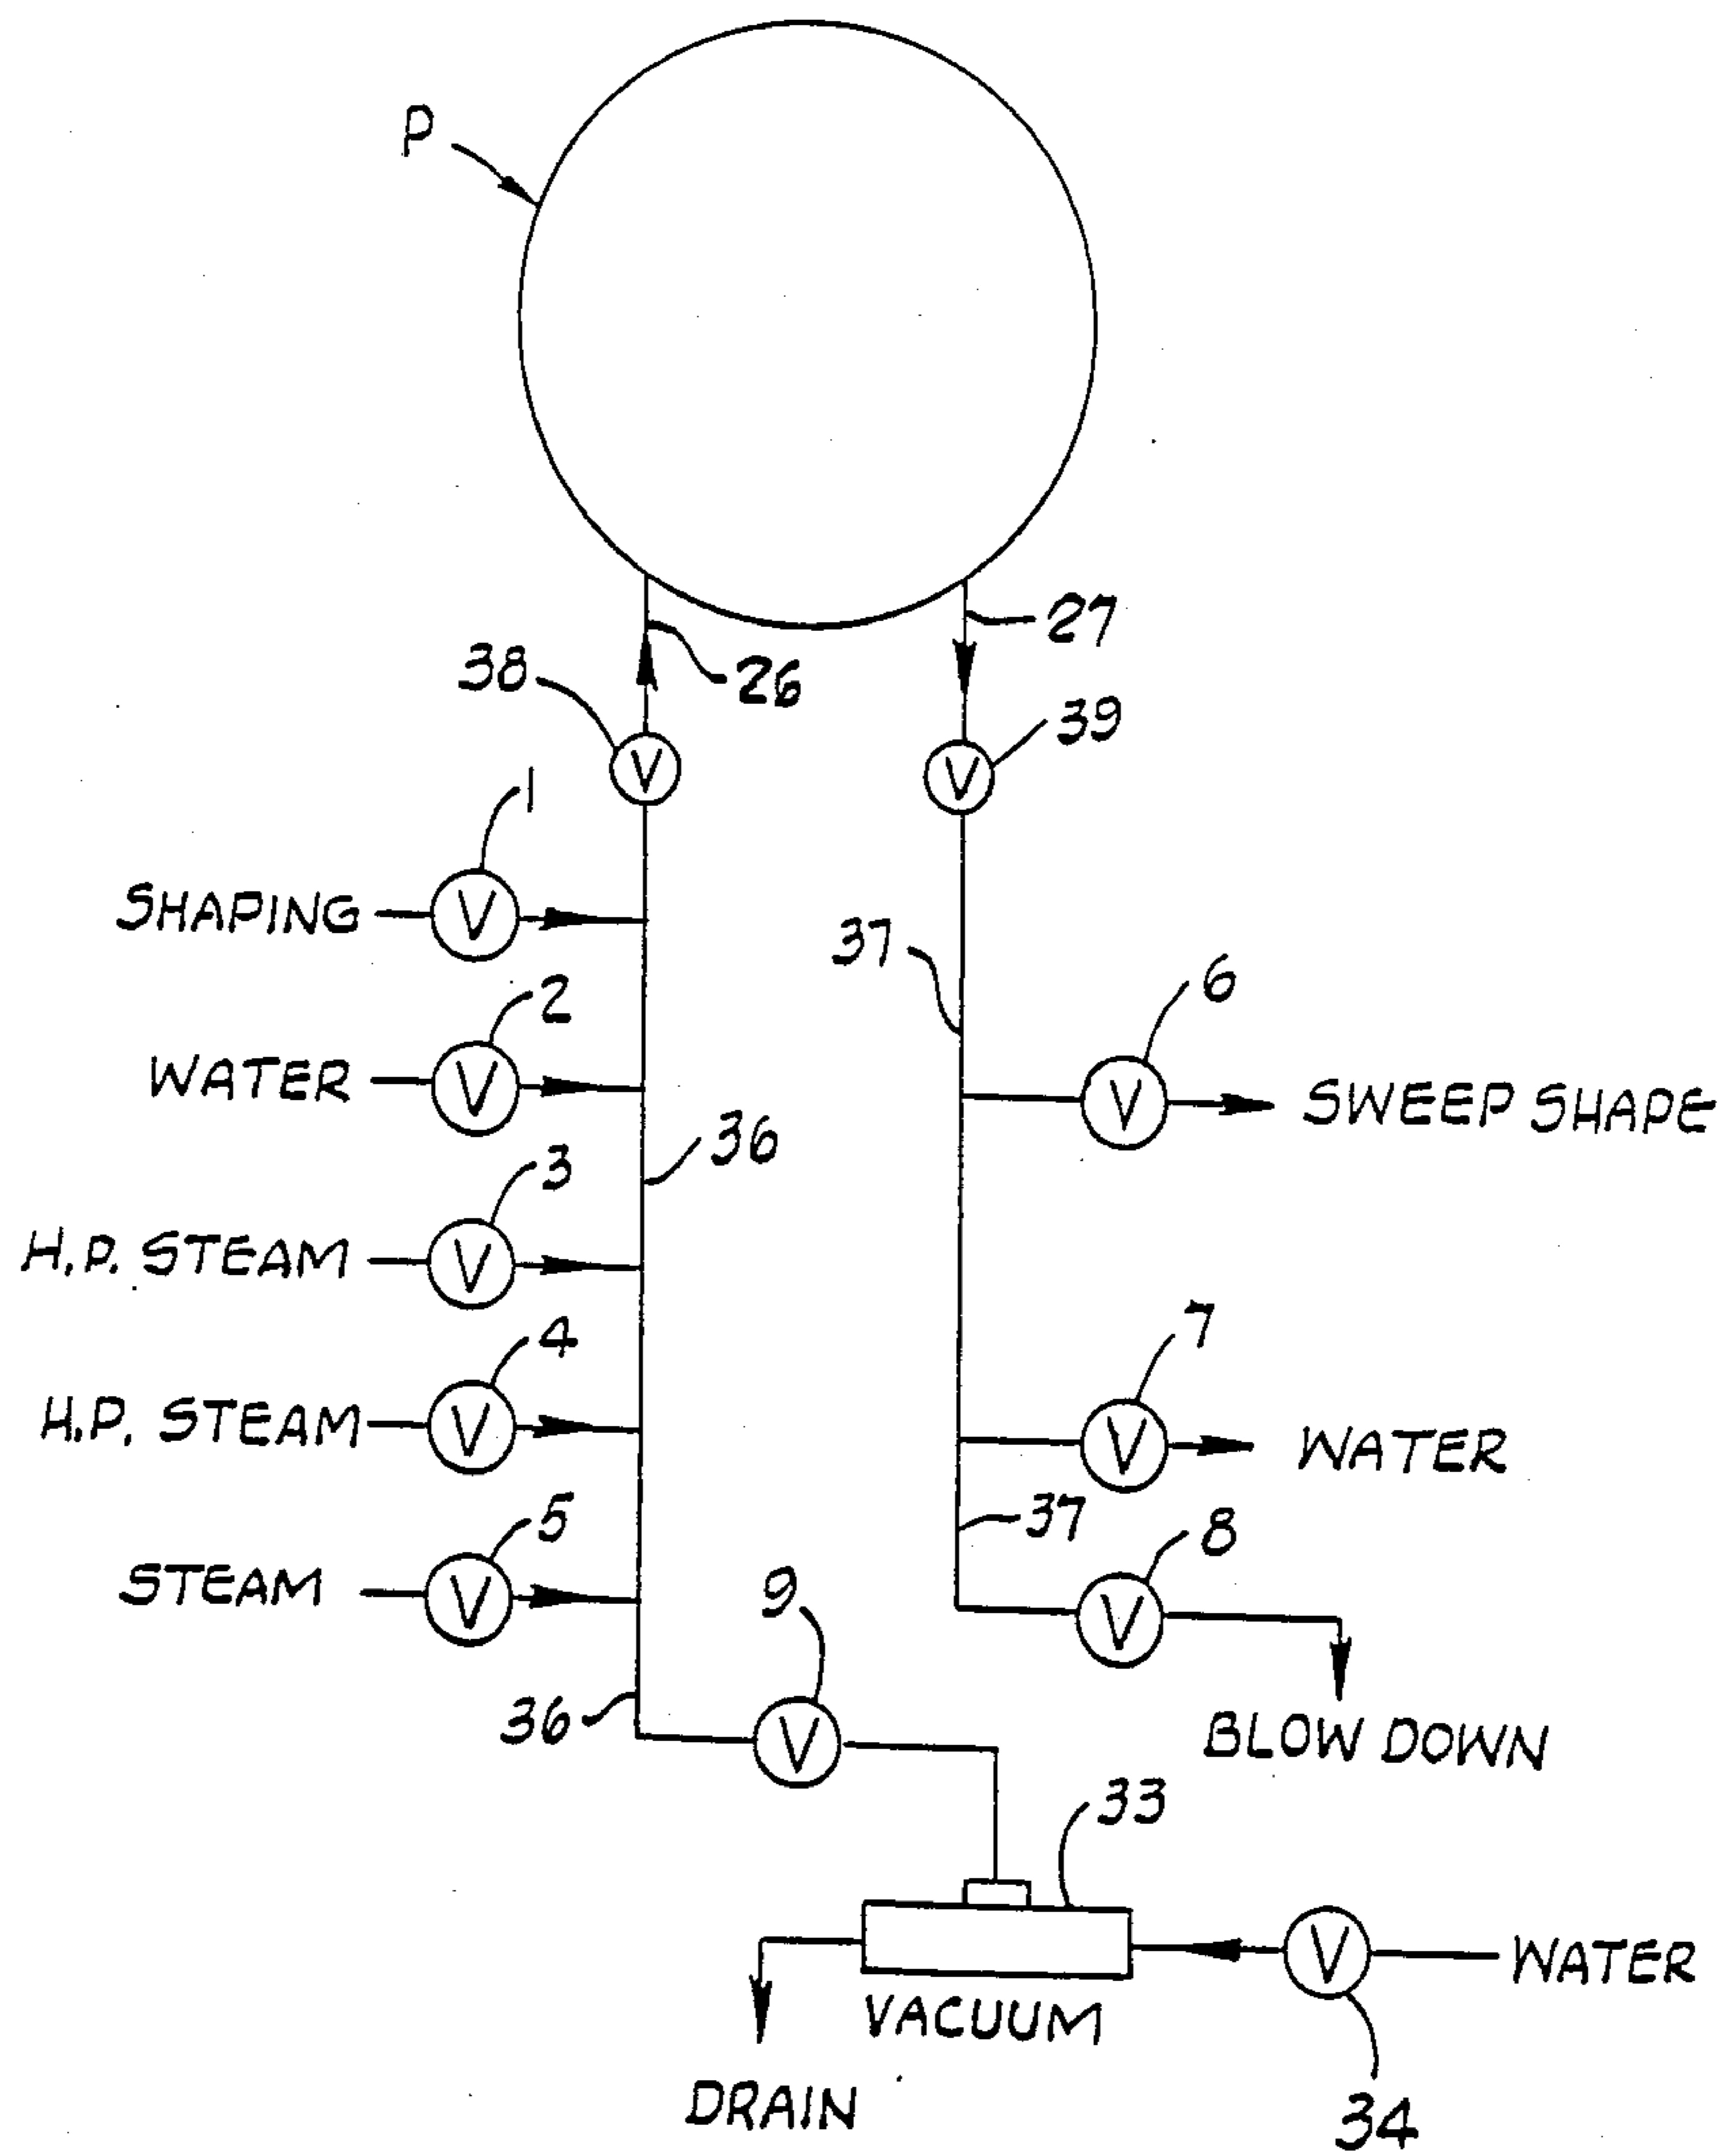 P
26
27
38
39
1
SHAPING V
V
V
37
6
2
WATER V
V SWEEP SHAPE
36
3
H.P. STEAM V
4
7
H.P. STEAM V
V WATER
37
5
8
STEAM V
V
9
36
V
BLOW DOWN
33
V WATER
VACUUM
DRAIN
34